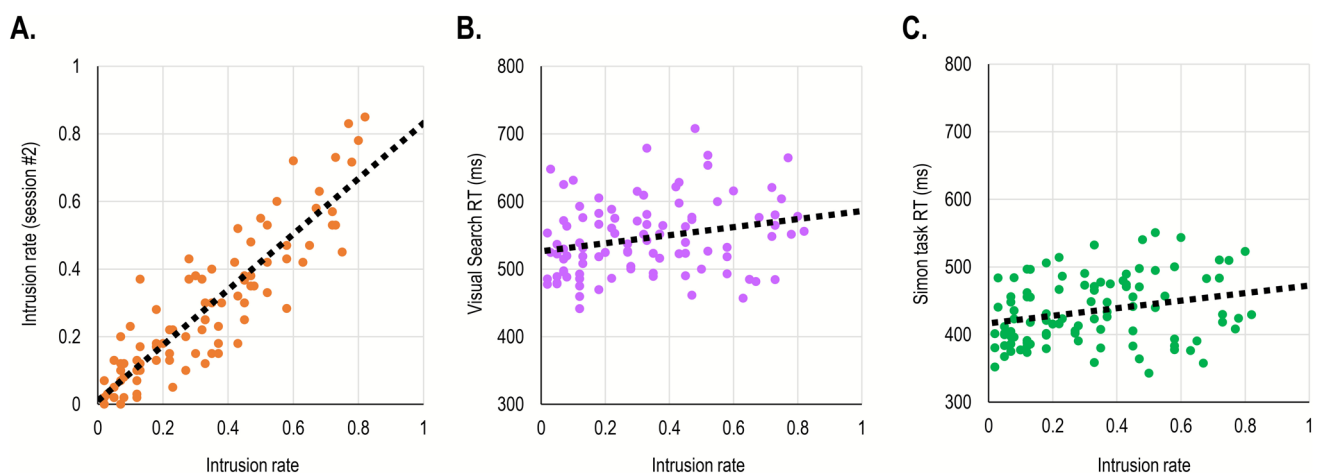 A.
Intrusion rate (session #2)
1
0.8
0.6
0.4
0.2
0
0 0.2 0.4 0.6 0.8 1
Intrusion rate
B.
Visual Search RT (ms)
800
700
600
500
400
300
0 0.2 0.4 0.6 0.8 1
Intrusion rate
C.
Simon task RT (ms)
800
700
600
500
400
300
0 0.2 0.4 0.6 0.8 1
Intrusion rate